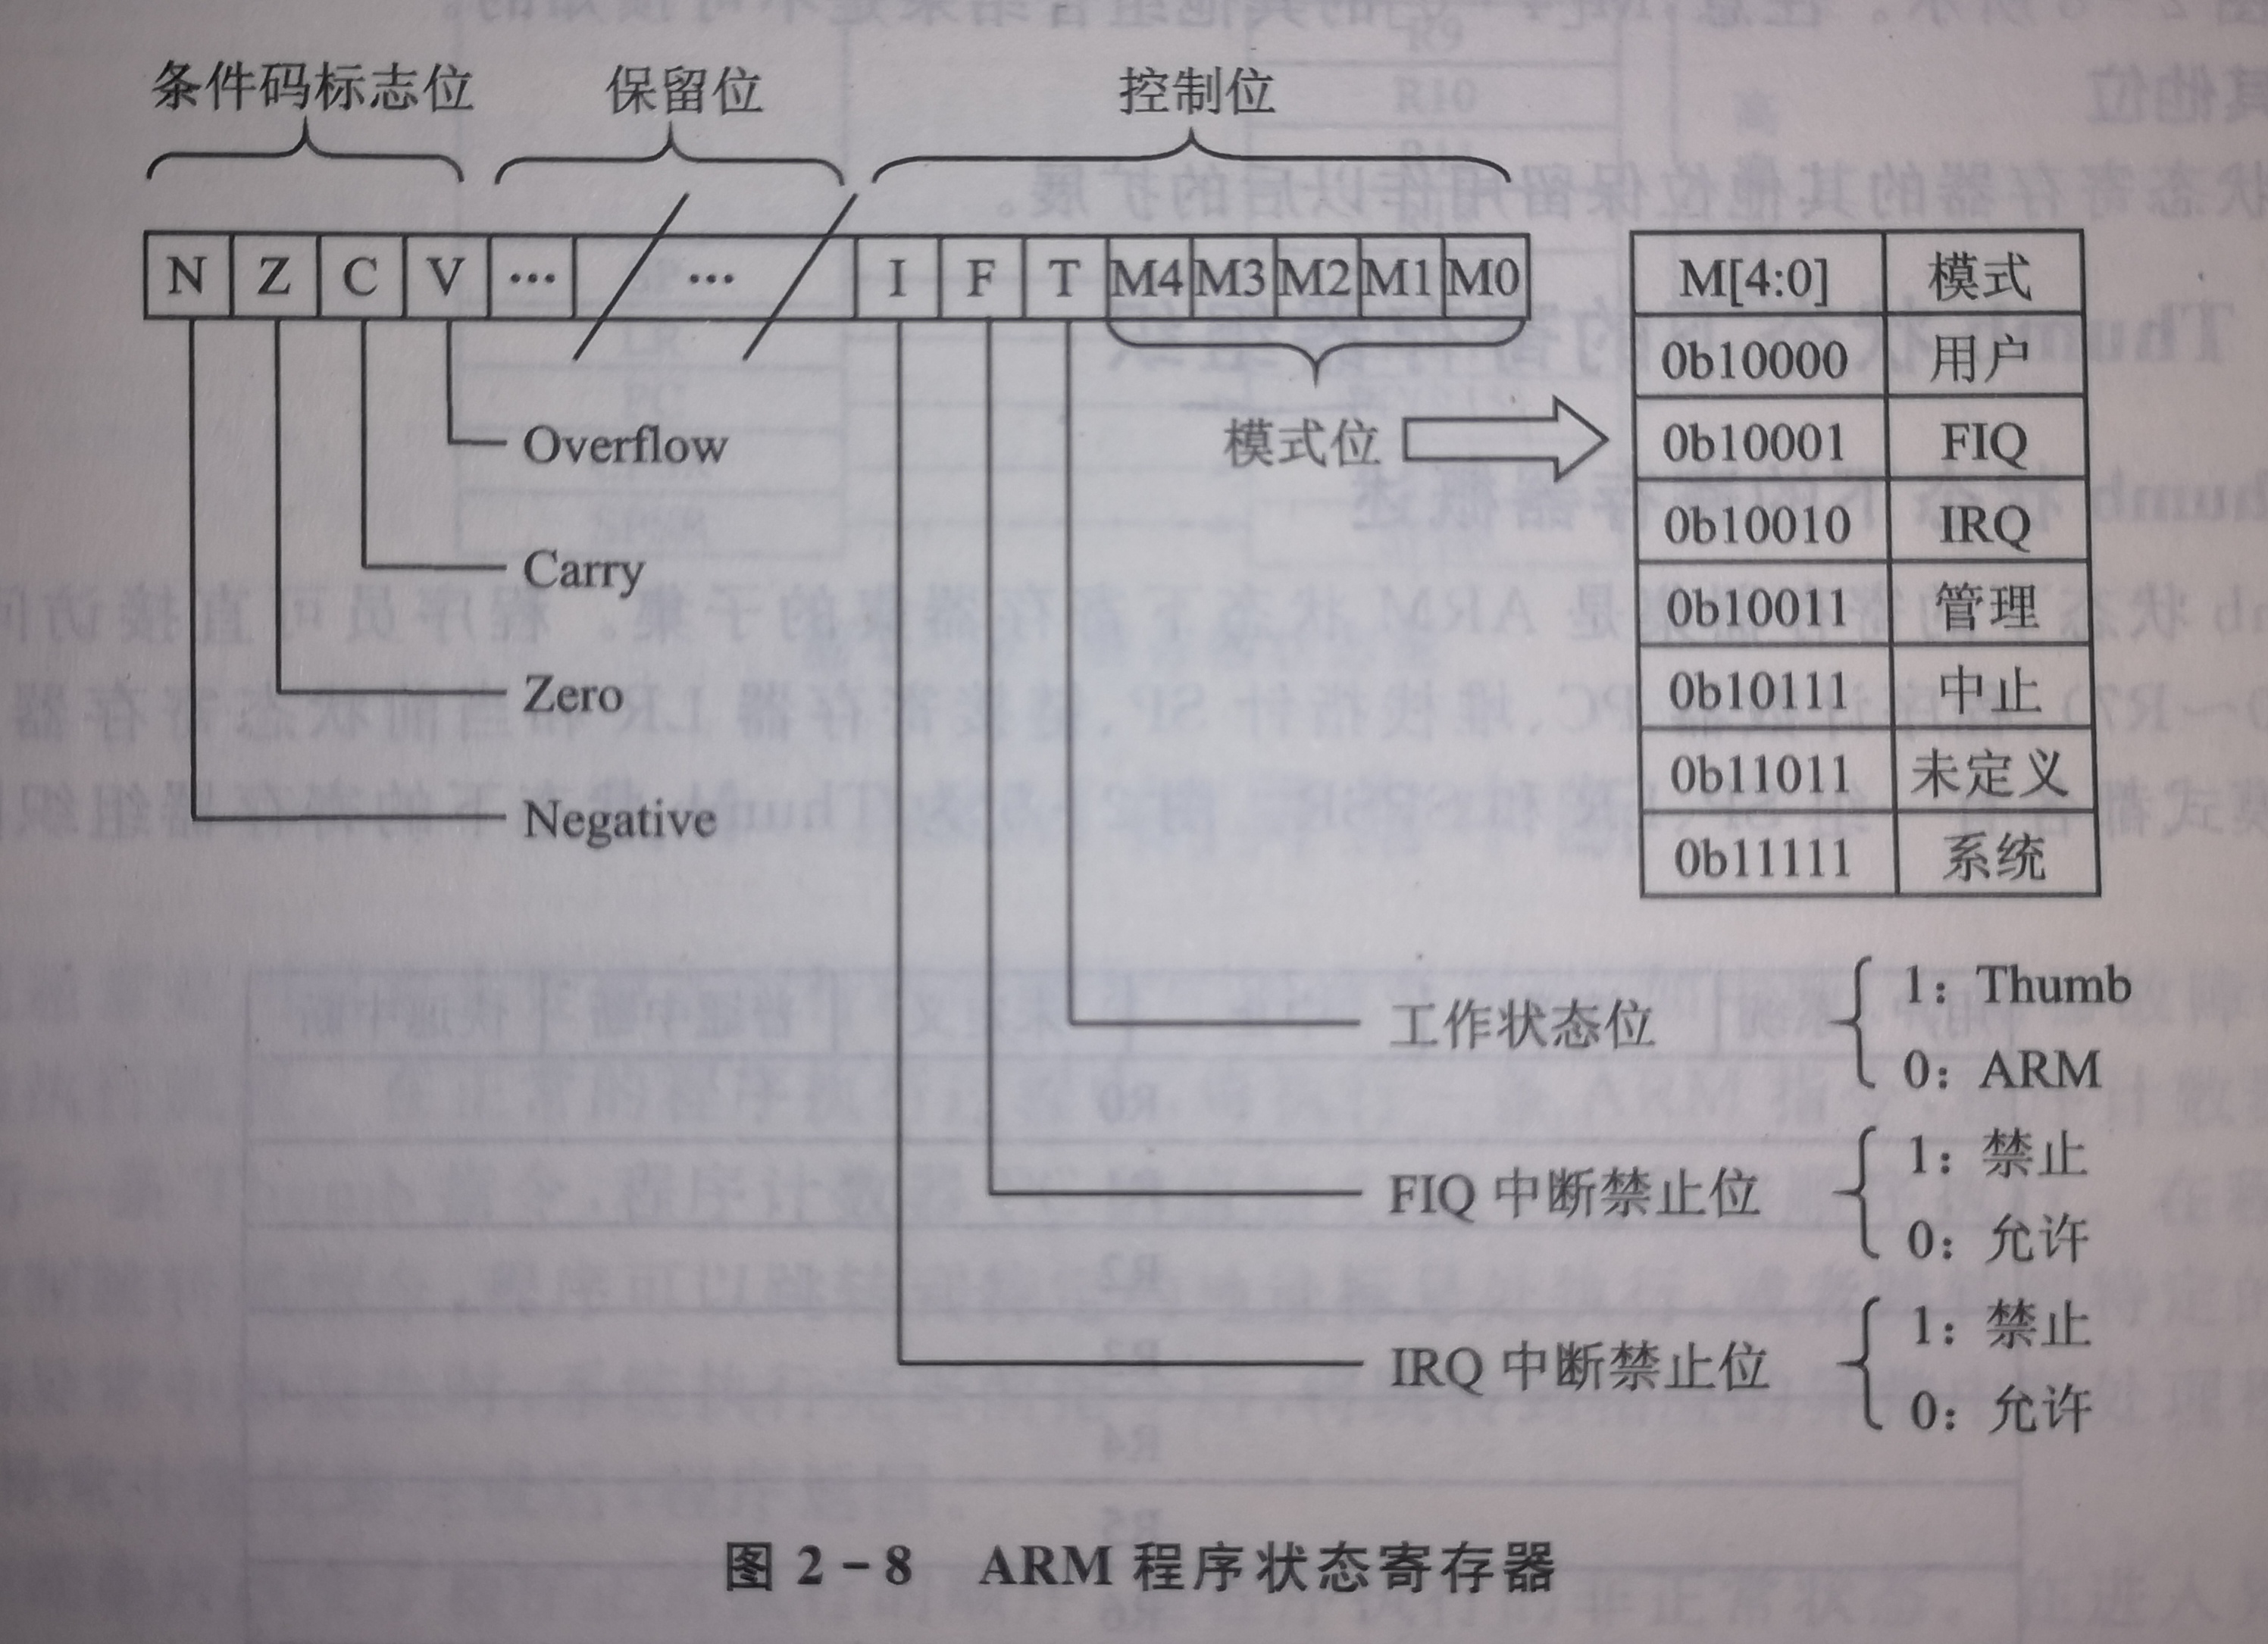 条件码标志位 保留位 控制位
N Z C V … … I F T M4 M3 M2 M1 M0
Overflow
Carry
Zero
Negative
模式位
M[4:0] 模式
0b10000 用户
0b10001 FIQ
0b10010 IRQ
0b10011 管理
0b10111 中止
0b11011 未定义
0b11111 系统
工作状态位
1: Thumb
0: ARM
FIQ 中断禁止位
1: 禁止
0: 允许
IRQ 中断禁止位
1: 禁止
0: 允许
图 2-8 ARM 程序状态寄存器